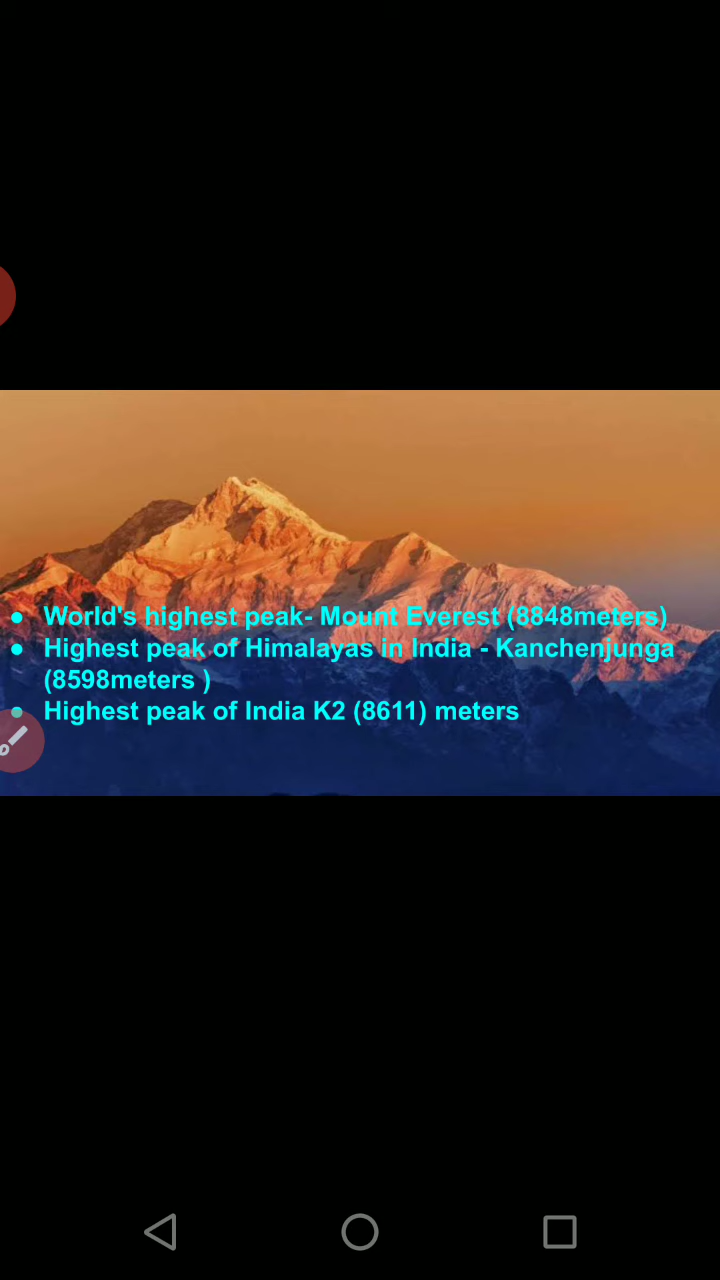 ● World's highest peak- Mount Everest (8848meters)
● Highest peak of Himalayas in India - Kanchenjunga
(8598meters )
● Highest peak of India K2 (8611) meters